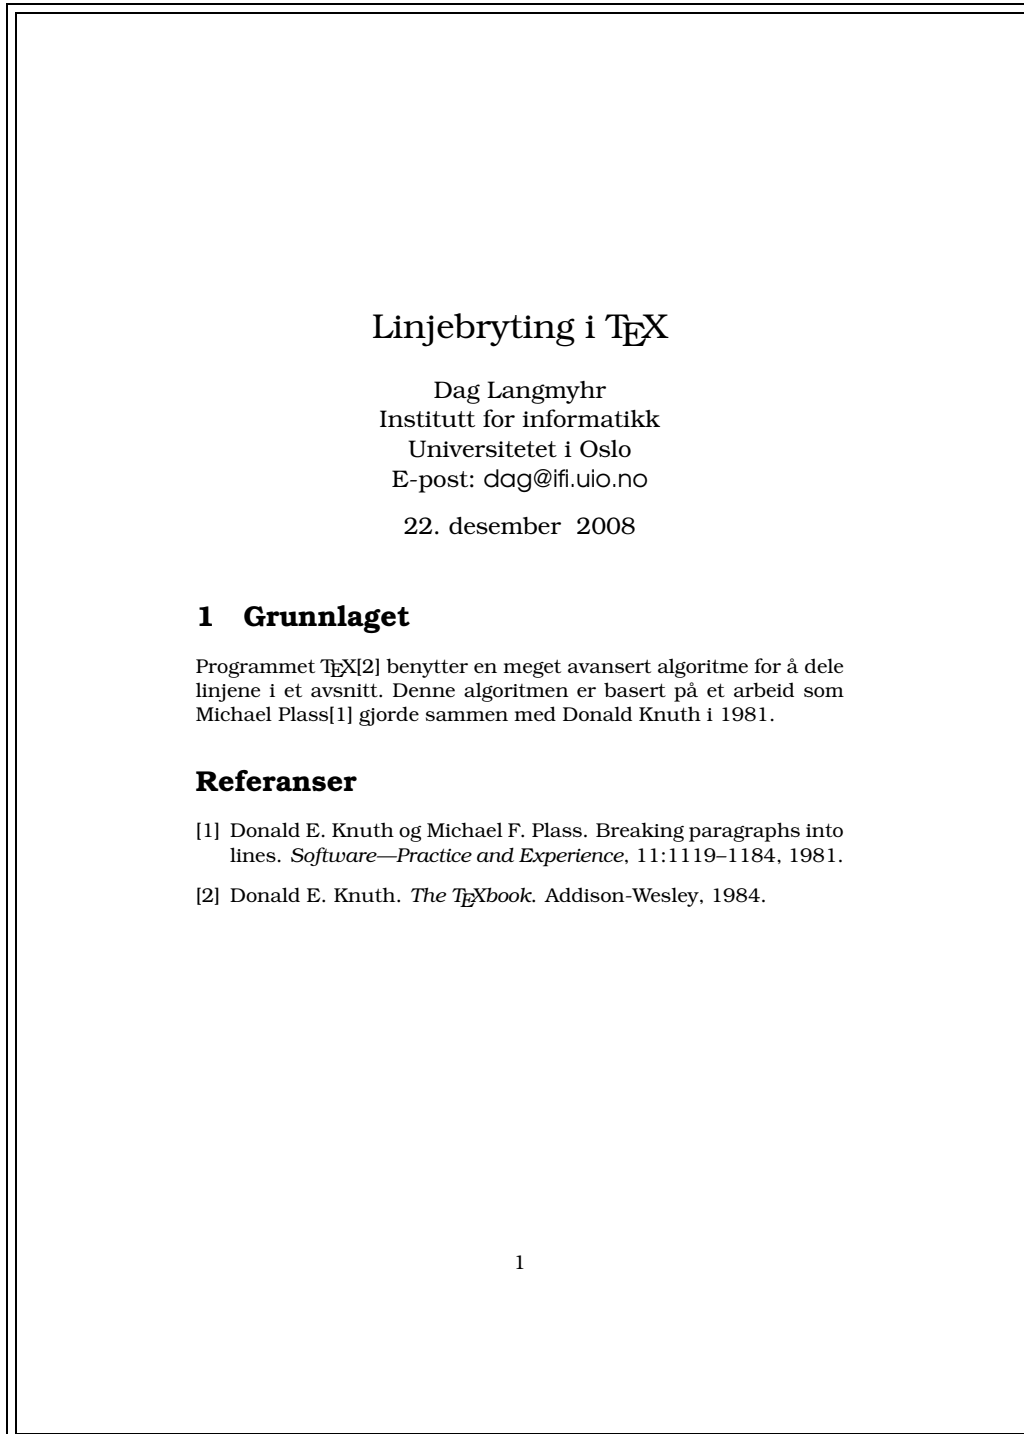 Linjebryting i TEX
Dag Langmyhr
Institutt for informatikk
Universitetet i Oslo
E-post: dag@ifi.uio.no
22. desember 2008
1 Grunnlaget
Programmet TEX[2] benytter en meget avansert algoritme for å dele
linjene i et avsnitt. Denne algoritmen er basert på et arbeid som
Michael Plass[1] gjorde sammen med Donald Knuth i 1981.
Referanser
[1] Donald E. Knuth og Michael F. Plass. Breaking paragraphs into
lines. Software—Practice and Experience, 11:1119–1184, 1981.
[2] Donald E. Knuth. The TEXbook. Addison-Wesley, 1984.
1